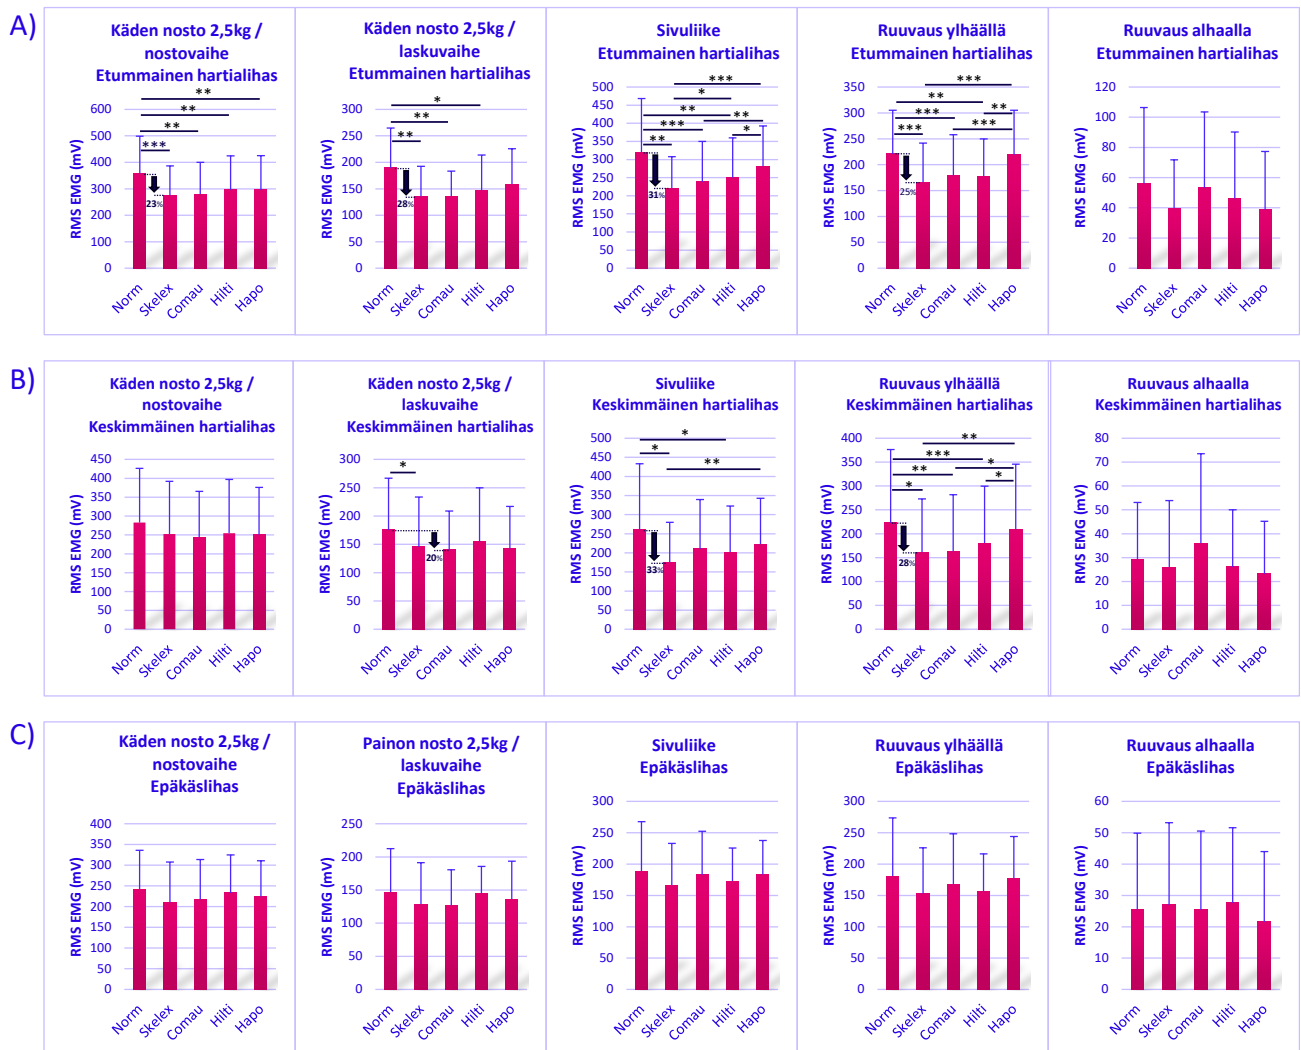 A)
Käden nosto 2,5kg /
nostovaihe
Etummainen hartialihas
RMS EMG (mV)
600
500
400
300
200
100
0
**
**
**
***
23%
Norm
Skelex
Comau
Hilti
Hapo
Käden nosto 2,5kg /
laskuvaihe
Etummainen hartialihas
RMS EMG (mV)
300
250
200
150
100
50
0
*
**
**
28%
Norm
Skelex
Comau
Hilti
Hapo
Sivuliike
Etummainen hartialihas
RMS EMG (mV)
500
450
400
350
300
250
200
150
100
50
0
***
*
**
***
**
**
*
31%
Norm
Skelex
Comau
Hilti
Hapo
Ruuvaus ylhäällä
Etummainen hartialihas
RMS EMG (mV)
350
300
250
200
150
100
50
0
***
**
***
**
***
***
25%
Norm
Skelex
Comau
Hilti
Hapo
Ruuvaus alhaalla
Etummainen hartialihas
RMS EMG (mV)
120
100
80
60
40
20
0
Norm
Skelex
Comau
Hilti
Hapo
B)
Käden nosto 2,5kg /
nostovaihe
Keskimmäinen hartialihas
RMS EMG (mV)
450
400
350
300
250
200
150
100
50
0
Norm
Skelex
Comau
Hilti
Hapo
Käden nosto 2,5kg /
laskuvaihe
Keskimmäinen hartialihas
RMS EMG (mV)
300
250
200
150
100
50
0
*
20%
Norm
Skelex
Comau
Hilti
Hapo
Sivuliike
Keskimmäinen hartialihas
RMS EMG (mV)
500
450
400
350
300
250
200
150
100
50
0
*
*
**
33%
Norm
Skelex
Comau
Hilti
Hapo
Ruuvaus ylhäällä
Keskimmäinen hartialihas
RMS EMG (mV)
400
350
300
250
200
150
100
50
0
**
***
**
*
*
*
28%
Norm
Skelex
Comau
Hilti
Hapo
Ruuvaus alhaalla
Keskimmäinen hartialihas
RMS EMG (mV)
80
70
60
50
40
30
20
10
0
Norm
Skelex
Comau
Hilti
Hapo
C)
Käden nosto 2,5kg /
nostovaihe
Epäkäslihas
RMS EMG (mV)
400
350
300
250
200
150
100
50
0
Norm
Skelex
Comau
Hilti
Hapo
Painon nosto 2,5kg /
laskuvaihe
Epäkäslihas
RMS EMG (mV)
250
200
150
100
50
0
Norm
Skelex
Comau
Hilti
Hapo
Sivuliike
Epäkäslihas
RMS EMG (mV)
300
250
200
150
100
50
0
Norm
Skelex
Comau
Hilti
Hapo
Ruuvaus ylhäällä
Epäkäslihas
RMS EMG (mV)
300
250
200
150
100
50
0
Norm
Skelex
Comau
Hilti
Hapo
Ruuvaus alhaalla
Epäkäslihas
RMS EMG (mV)
60
50
40
30
20
10
0
Norm
Skelex
Comau
Hilti
Hapo